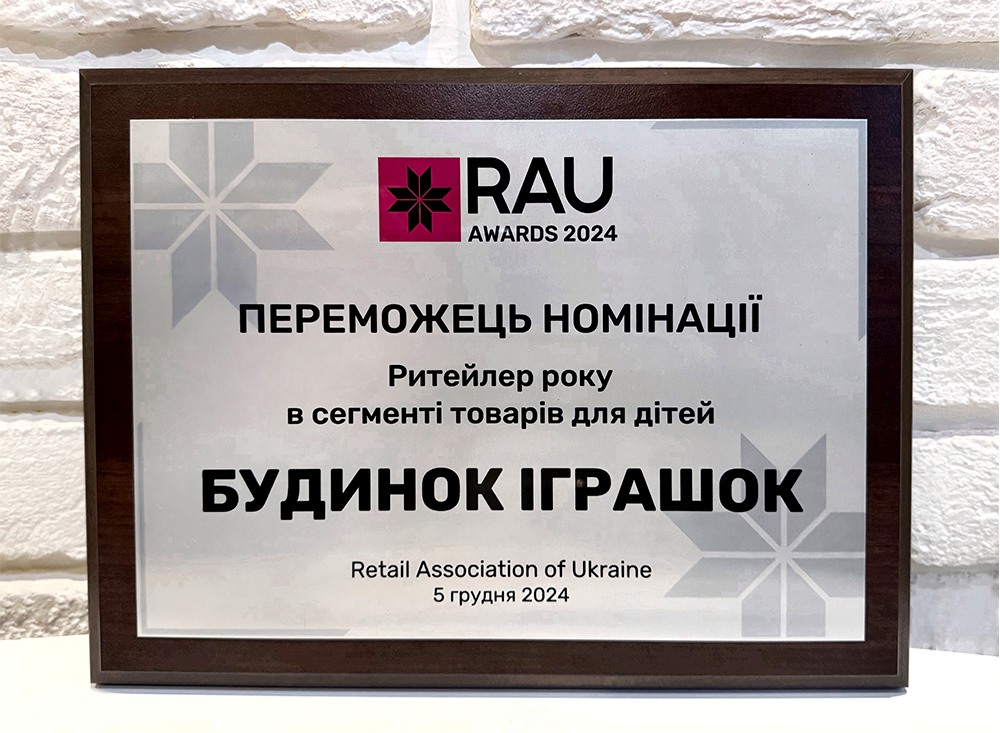 RAU
AWARDS 2024
ПЕРЕМОЖЕЦЬ НОМІНАЦІЇ
Ритейлер року
в сегменті товарів для дітей
БУДИНОК ІГРАШОК
Retail Association of Ukraine
5 грудня 2024